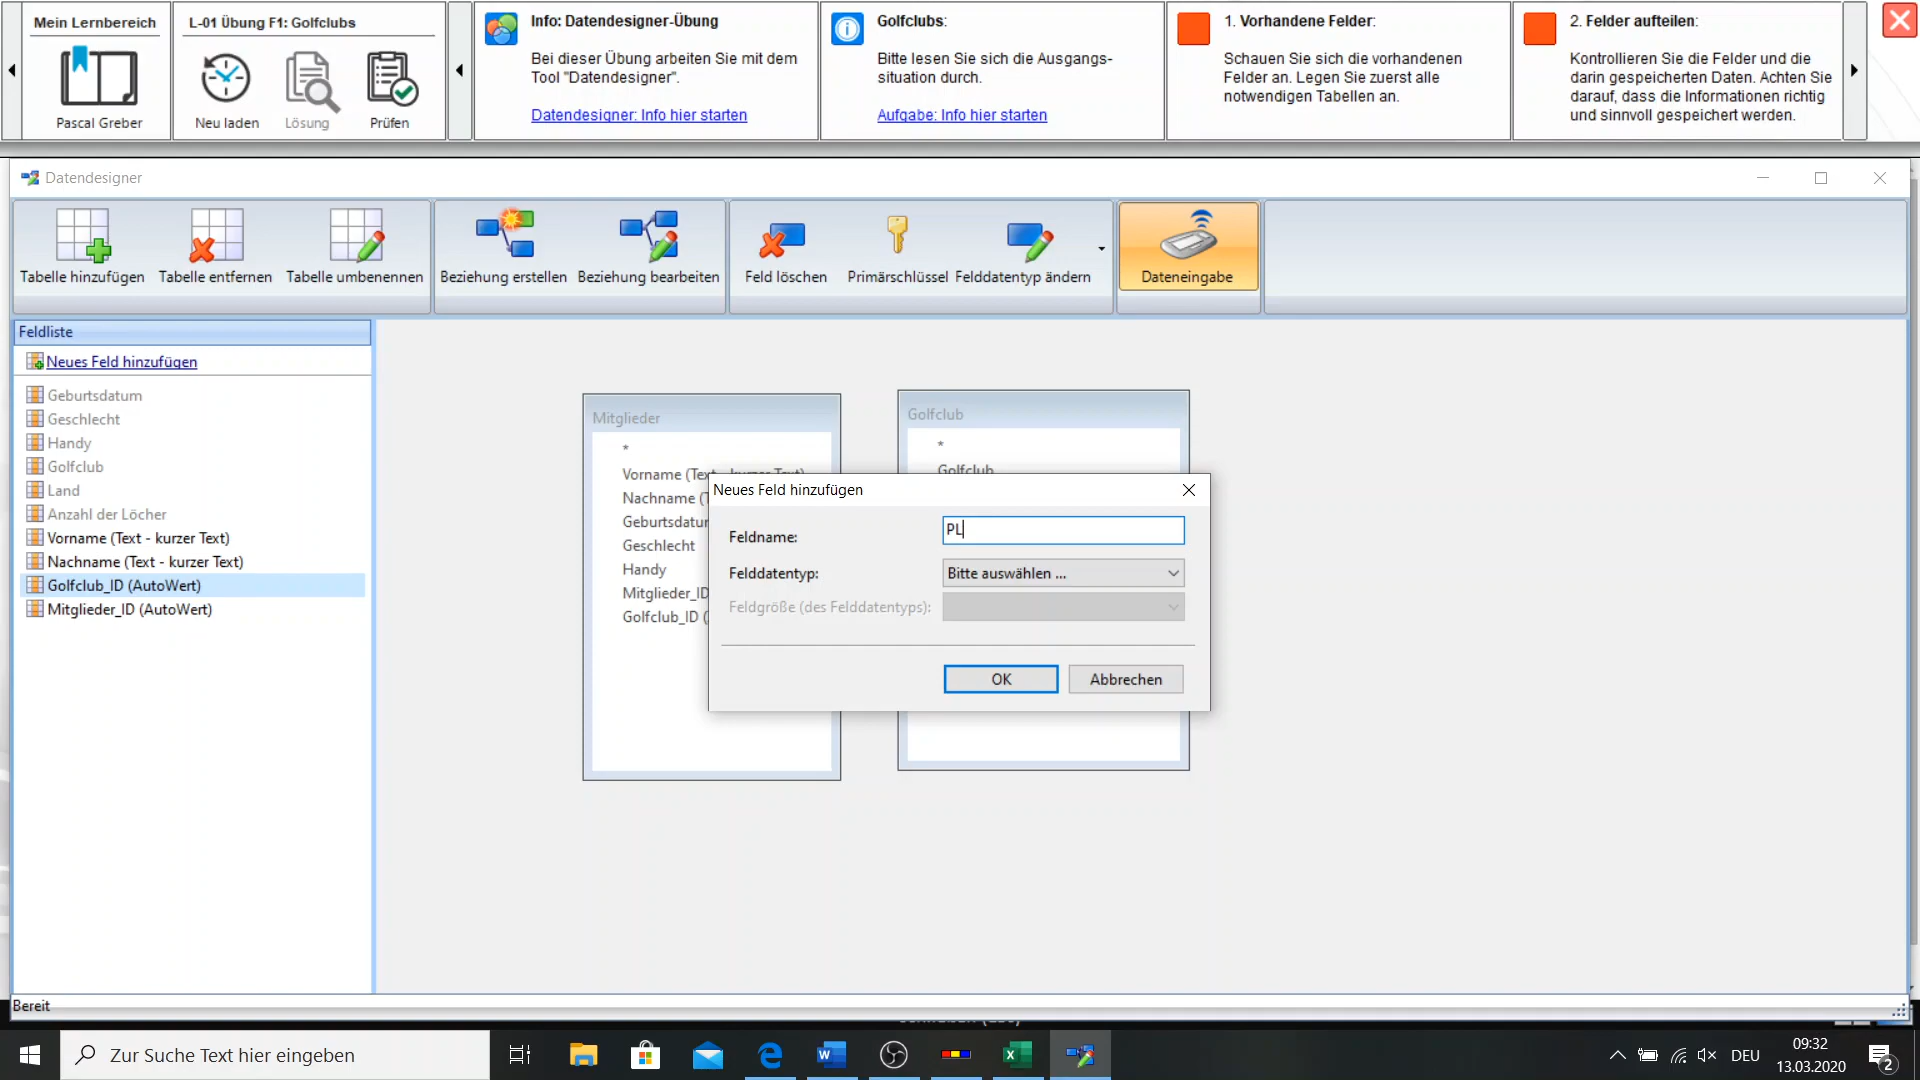 Mein Lernbereich
Pascal Greber
L-01 Übung F1: Golfclubs
Neu laden
Lösung
Prüfen
Info: Datendesigner-Übung
Bei dieser Übung arbeiten Sie mit dem
Tool "Datendesigner".
Datendesigner: Info hier starten
Golfclubs:
Bitte lesen Sie sich die Ausgangs-
situation durch.
Aufgabe: Info hier starten
1. Vorhandene Felder:
Schauen Sie sich die vorhandenen
Felder an. Legen Sie zuerst alle
notwendigen Tabellen an.
2. Felder aufteilen:
Kontrollieren Sie die Felder und die
darin gespeicherten Daten. Achten Sie
darauf, dass die Informationen richtig
und sinnvoll gespeichert werden.
Datendesigner
Tabelle hinzufügen
Tabelle entfernen
Tabelle umbenennen
Beziehung erstellen
Beziehung bearbeiten
Feld löschen
Primärschlüssel
Felddatentyp ändern
Dateneingabe
Feldliste
Neues Feld hinzufügen
Geburtsdatum
Geschlecht
Handy
Golfclub
Land
Anzahl der Löcher
Vorname (Text - kurzer Text)
Nachname (Text - kurzer Text)
Golfclub_ID (AutoWert)
Mitglieder_ID (AutoWert)
Mitglieder
*
Vorname (Text - kurzer Text)
Nachname (
Geburtsdatum
Geschlecht
Handy
Mitglieder_ID
Golfclub_ID (
Golfclub
*
Golfclub
Neues Feld hinzufügen
Feldname:
PL
Felddatentyp:
Bitte auswählen ...
Feldgröße (des Felddatentyps):
OK
Abbrechen
Bereit
Zur Suche Text hier eingeben
DEU
09:32
13.03.2020
2